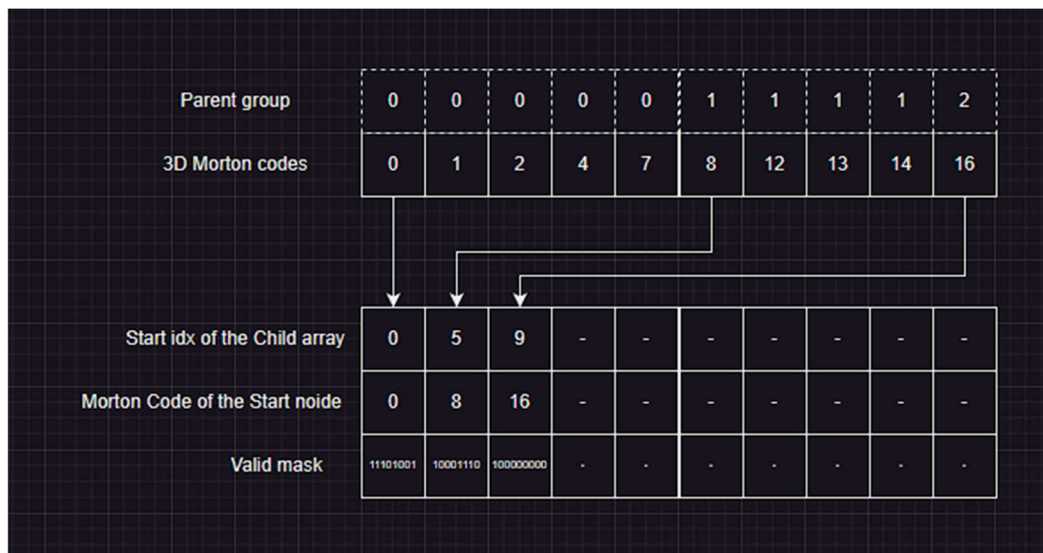 Parent group 0 0 0 0 0 1 1 1 1 2
3D Morton codes 0 1 2 4 7 8 12 13 14 16
Start idx of the Child array 0 5 9 - - - - - - -
Morton Code of the Start noide 0 8 16 - - - - - - -
Valid mask 11101001 10001110 100000000 - - - - - - -